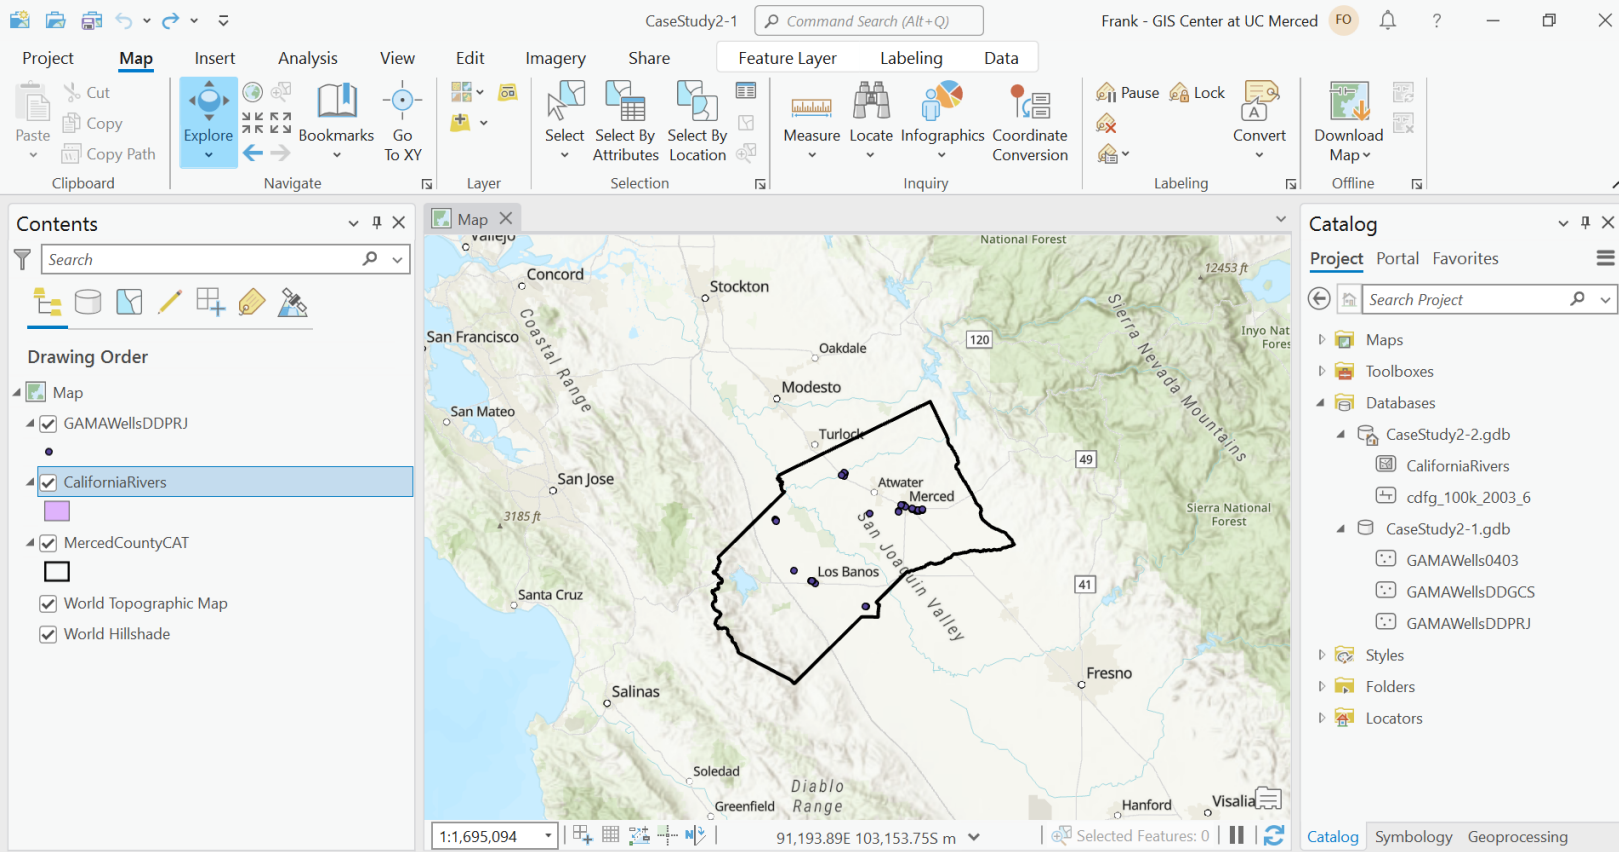 CaseStudy2-1
Command Search (Alt+Q)
Frank - GIS Center at UC Merced
FO
?
Project
Map
Insert
Analysis
View
Edit
Imagery
Share
Feature Layer
Labeling
Data
Paste
Cut
Copy
Copy Path
Clipboard
Explore
Bookmarks
Go
To XY
Navigate
Layer
Select
Select By
Attributes
Select By
Location
Selection
Measure
Locate
Infographics
Coordinate
Conversion
Inquiry
Pause
Lock
Convert
Labeling
Download
Map
Offline
Contents
Search
Drawing Order
Map
GAMAWellsDDPRJ
CaliforniaRivers
MercedCountyCAT
World Topographic Map
World Hillshade
Map
Vallejo
National Forest
Concord
12453 ft
Stockton
Coastal Range
Sierra Nevada Mountains
San Francisco
Inyo Nat
Fores
120
Oakdale
Modesto
San Mateo
Turlock
49
San Jose
Atwater
Merced
3185 ft
Sierra National
Forest
San Joaquin Valley
Los Banos
41
Santa Cruz
Fresno
Salinas
Soledad
Diablo
Range
Greenfield
Hanford
Visalia
1:1,695,094
91,193.89E 103,153.75S m
Selected Features: 0
Catalog
Project
Portal
Favorites
Search Project
Maps
Toolboxes
Databases
CaseStudy2-2.gdb
CaliforniaRivers
cdfg_100k_2003_6
CaseStudy2-1.gdb
GAMAWells0403
GAMAWellsDDGCS
GAMAWellsDDPRJ
Styles
Folders
Locators
Catalog
Symbology
Geoprocessing